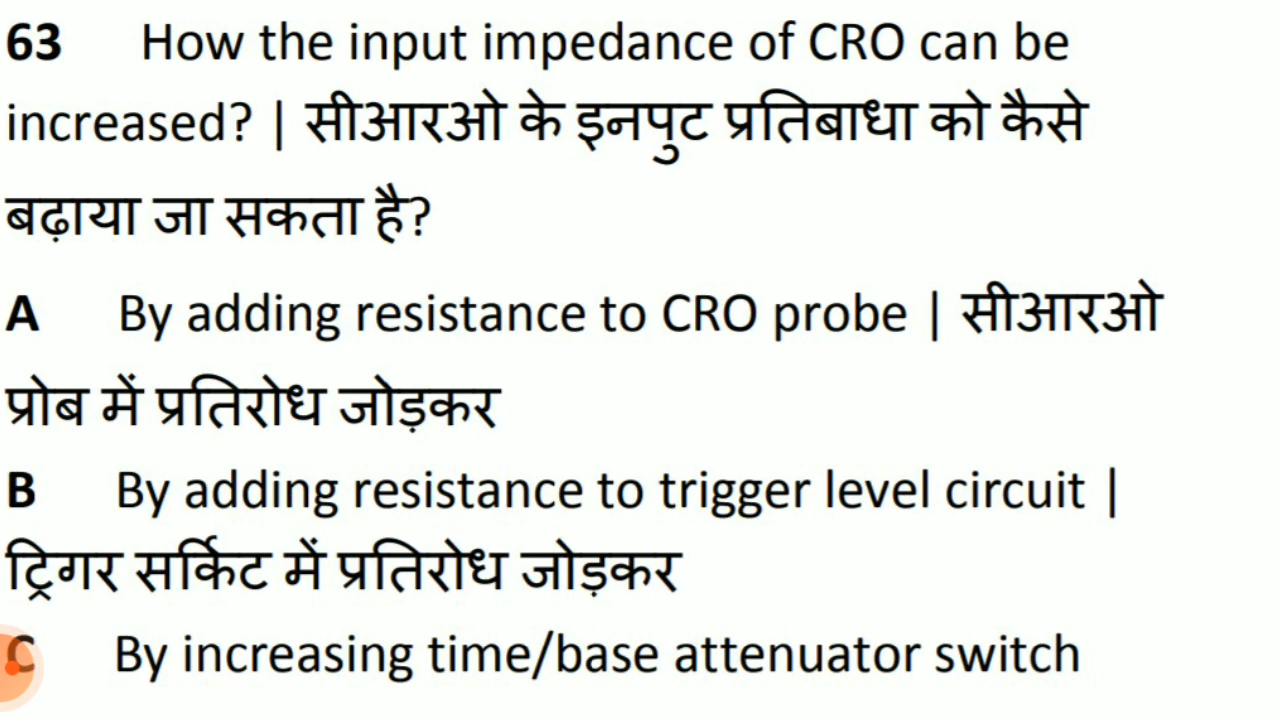 63 How the input impedance of CRO can be
increased? | सीआरओ के इनपुट प्रतिबाधा को कैसे
बढ़ाया जा सकता है?
A By adding resistance to CRO probe | सीआरओ
प्रोब में प्रतिरोध जोड़कर
B By adding resistance to trigger level circuit |
ट्रिगर सर्किट में प्रतिरोध जोड़कर
C By increasing time/base attenuator switch